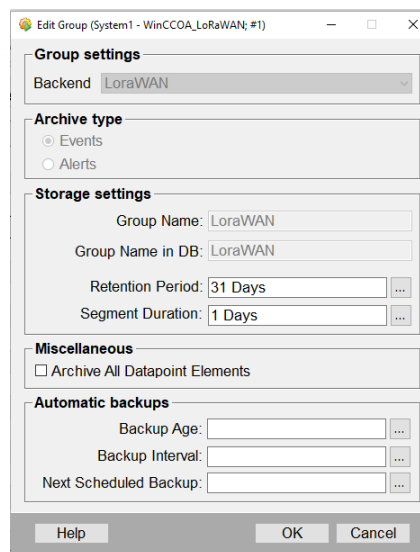 Edit Group (System1 - WinCCOA_LoRaWAN; #1)
Group settings
Backend LoraWAN
Archive type
Events
Alerts
Storage settings
Group Name: LoraWAN
Group Name in DB: LoraWAN
Retention Period: 31 Days ...
Segment Duration: 1 Days ...
Miscellaneous
Archive All Datapoint Elements
Automatic backups
Backup Age: ...
Backup Interval: ...
Next Scheduled Backup: ...
Help OK Cancel